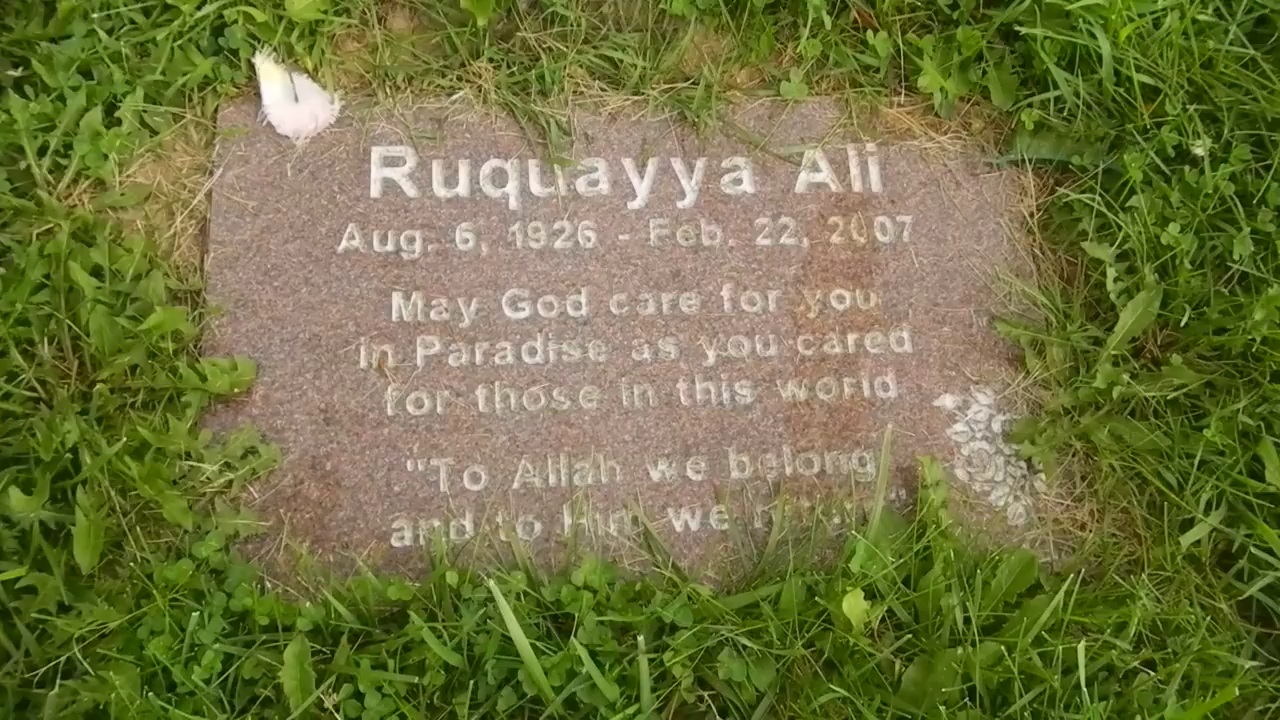 Ruquayya Ali
Aug. 6, 1926 - Feb. 22, 2007
May God care for you
in Paradise as you cared
for those in this world
"To Allah we belong
and to Him we